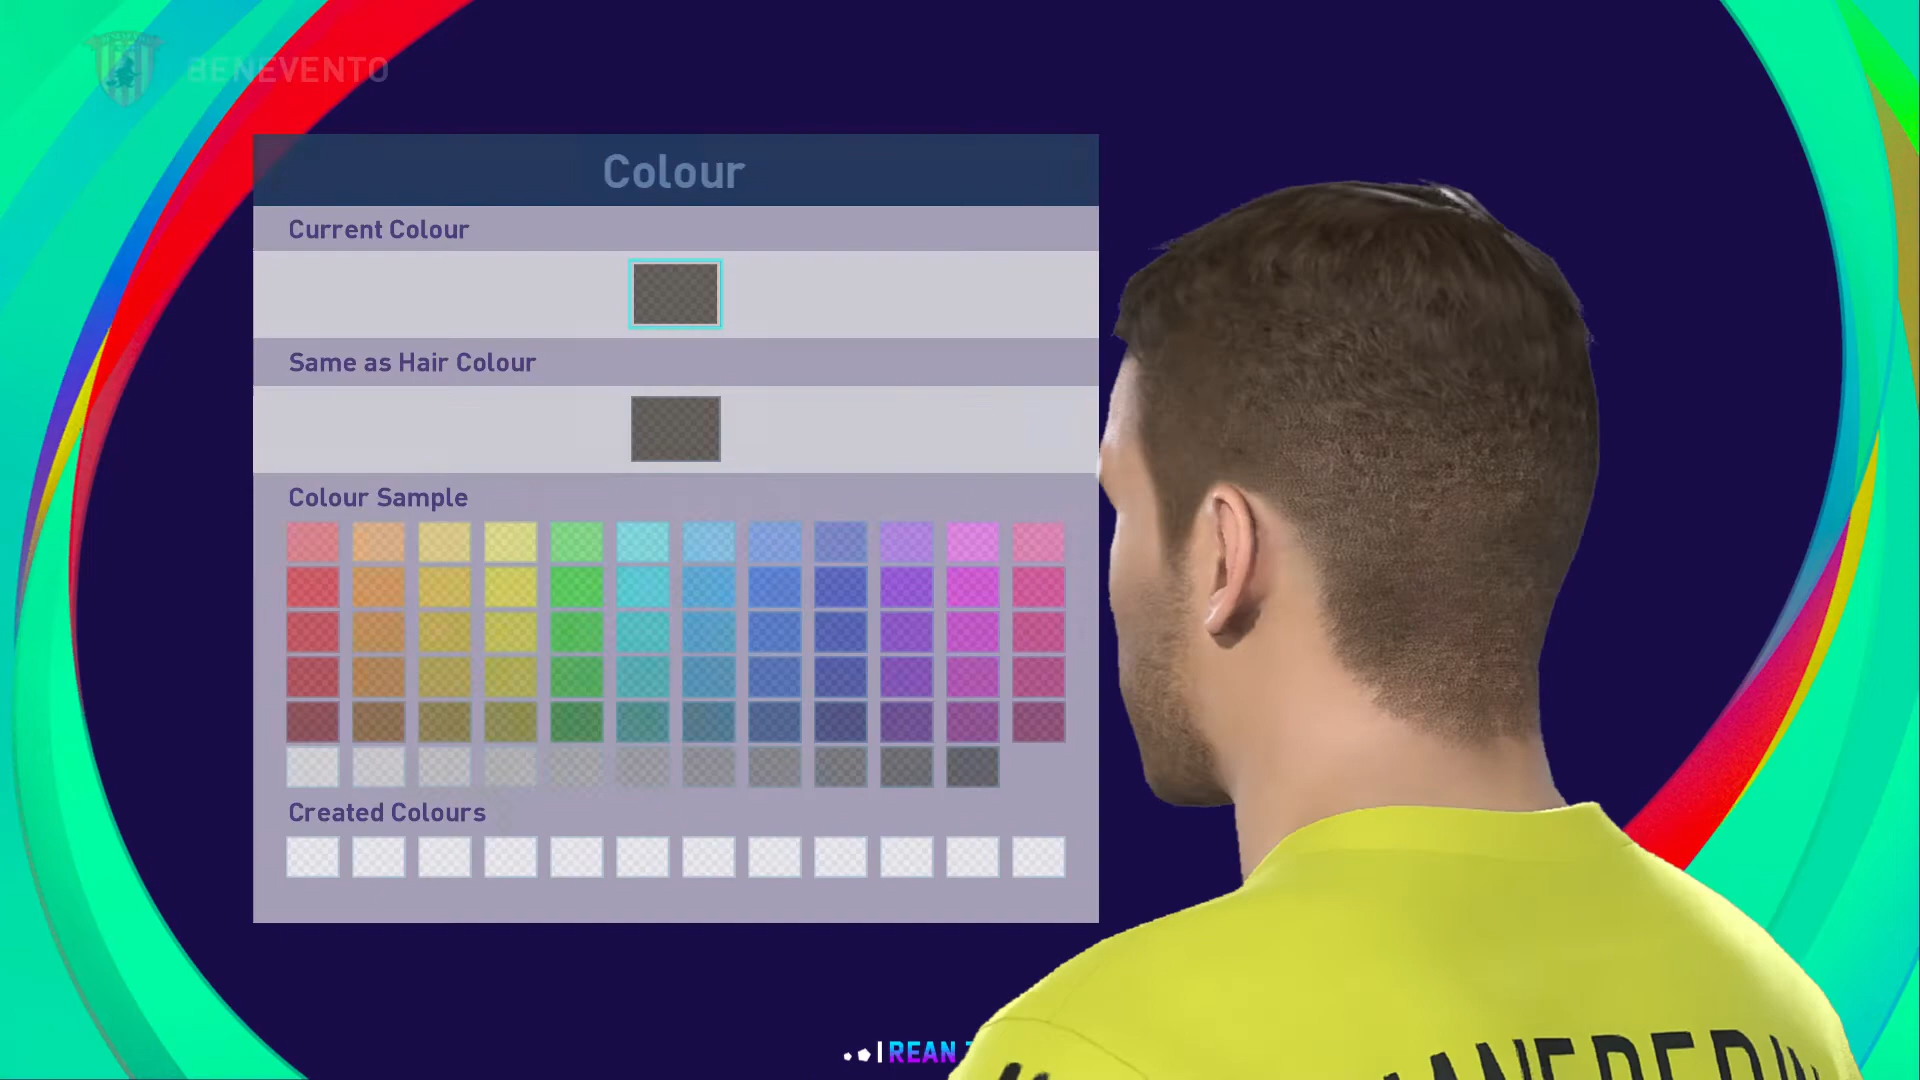 BENEVENTO
Colour
Current Colour
Same as Hair Colour
Colour Sample
Created Colours
REAN